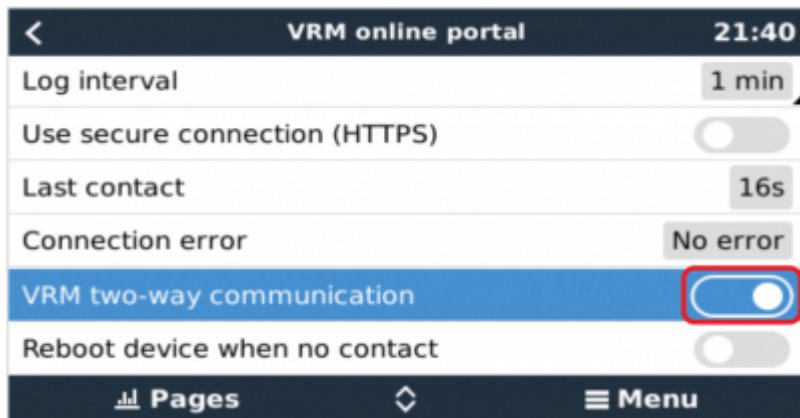 VRM online portal 21:40
Log interval 1 min
Use secure connection (HTTPS)
Last contact 16s
Connection error No error
VRM two-way communication
Reboot device when no contact
Pages Menu